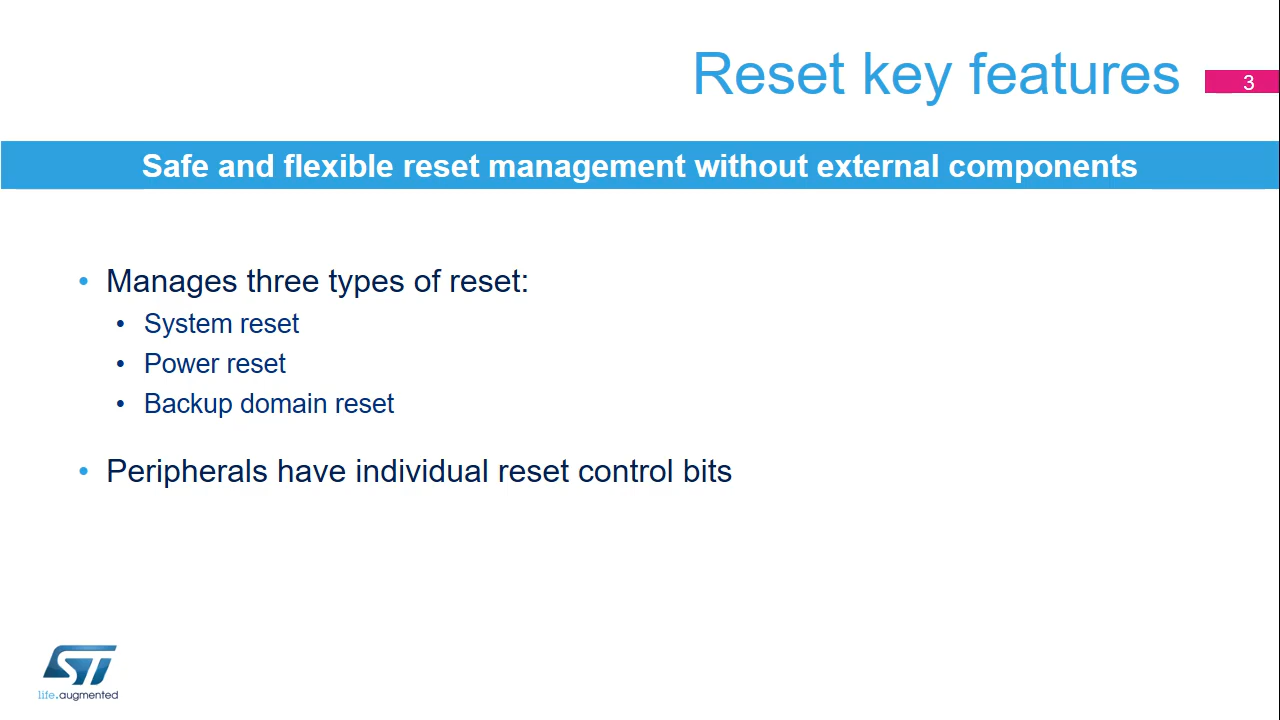 Reset key features
3
Safe and flexible reset management without external components
• Manages three types of reset:
• System reset
• Power reset
• Backup domain reset
• Peripherals have individual reset control bits
ST
life.augmented